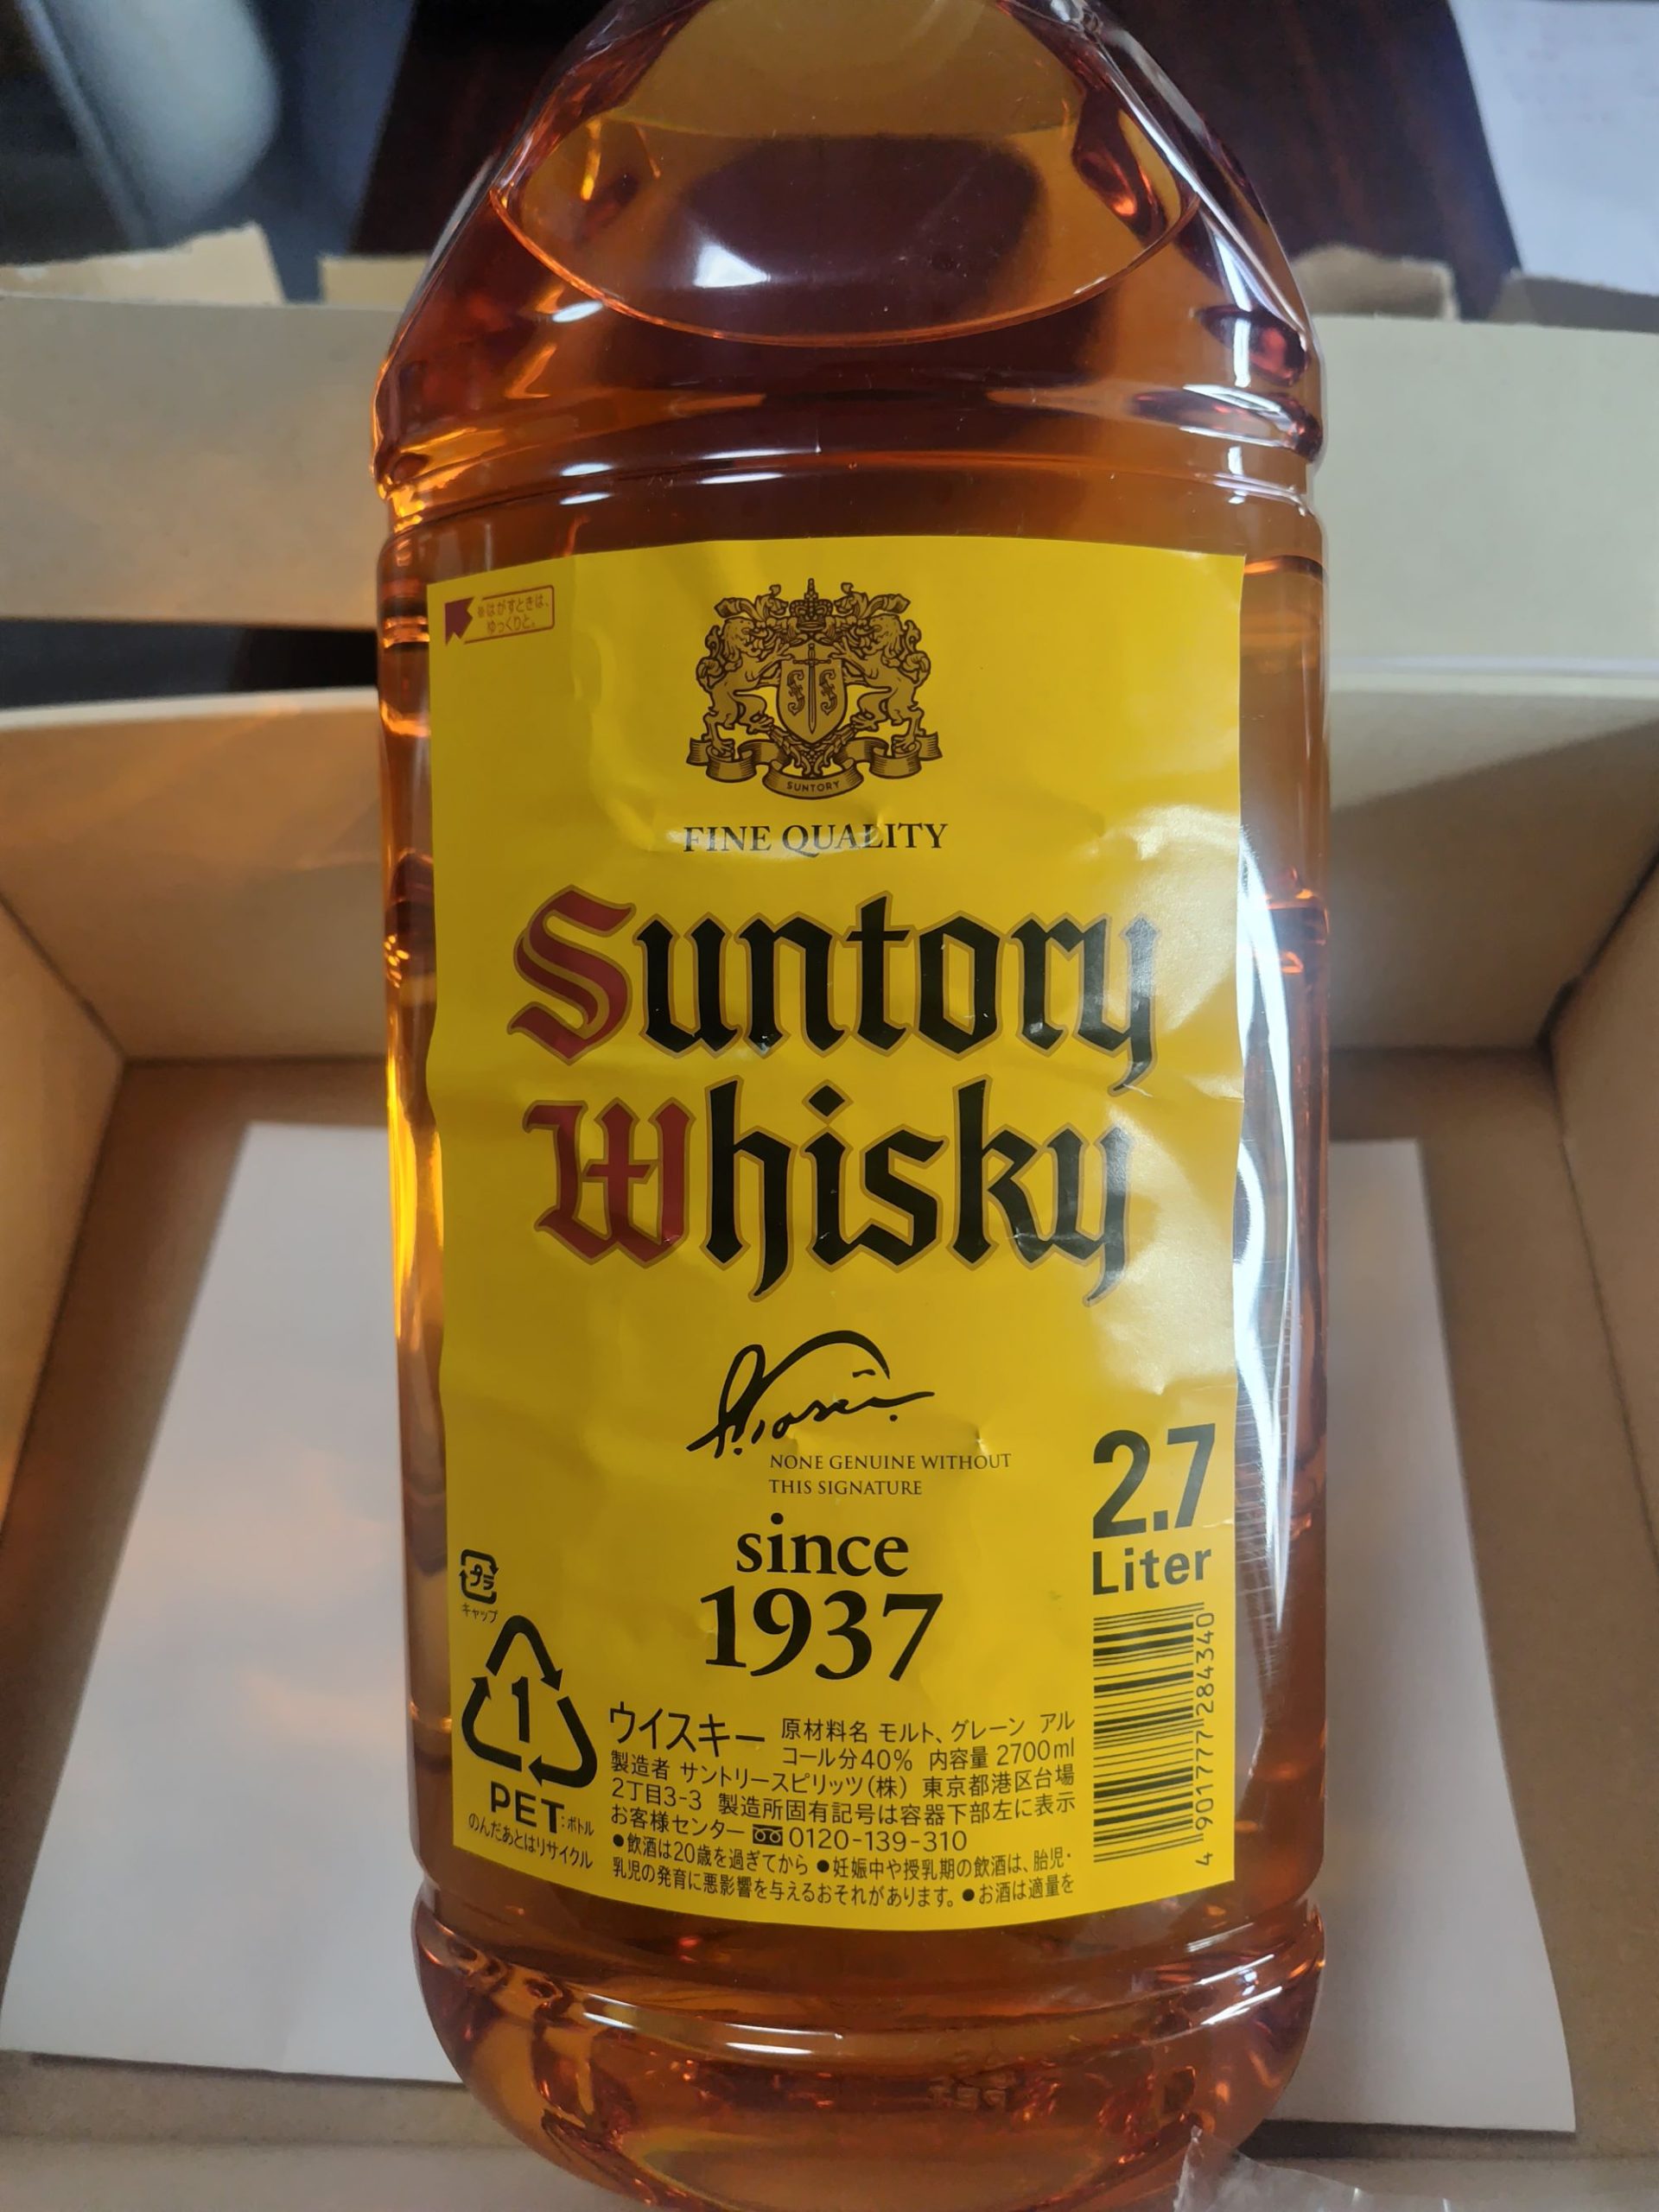 ※はがすときは、
ゆっくりと。
SUNTORY
FINE QUALITY
Suntory
Whisky
NONE GENUINE WITHOUT
THIS SIGNATURE
2.7
Liter
since
1937
プラ
キャップ
1
PET:ボトル
のんだあとはリサイクル
ウイスキー 原材料名 モルト、グレーン アル
コール分40% 内容量 2700ml
製造者 サントリースピリッツ(株) 東京都港区台場
2丁目3-3 製造所固有記号は容器下部左に表示
お客様センター 0120-139-310
●飲酒は20歳を過ぎてから ●妊娠中や授乳期の飲酒は、胎児・
乳児の発育に悪影響を与えるおそれがあります。 ●お酒は適量を
4 901777 284340